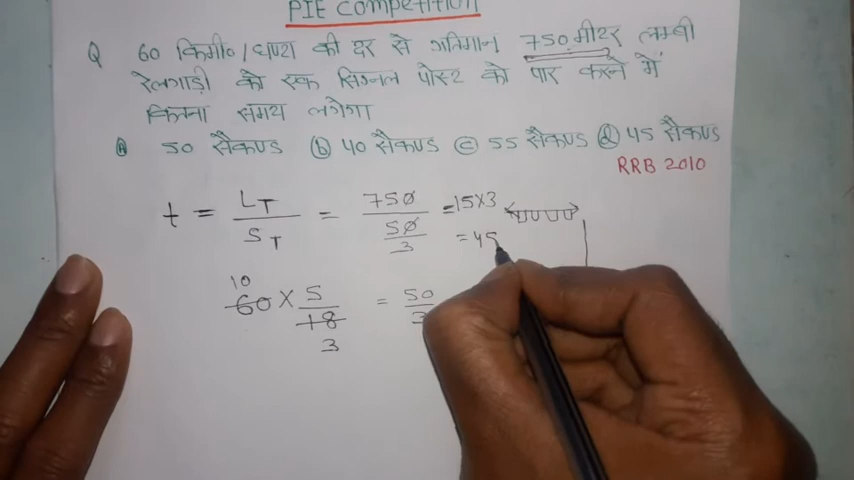 PIE Competition
Q 60 किमी०/घण्टा की दर से गतिमान 750 मीटर लम्बी
रेलगाड़ी को एक सिग्नल पोस्ट को पार करने में
कितना समय लगेगा
(a) 50 सैकण्ड (b) 40 सैकण्ड (c) 55 सैकण्ड (d) 45 सैकण्ड
RRB 2010
t = L_T / S_T = 750 / (50/3) = 15×3
= 45
10
60 × 5/18 = 50/3
3